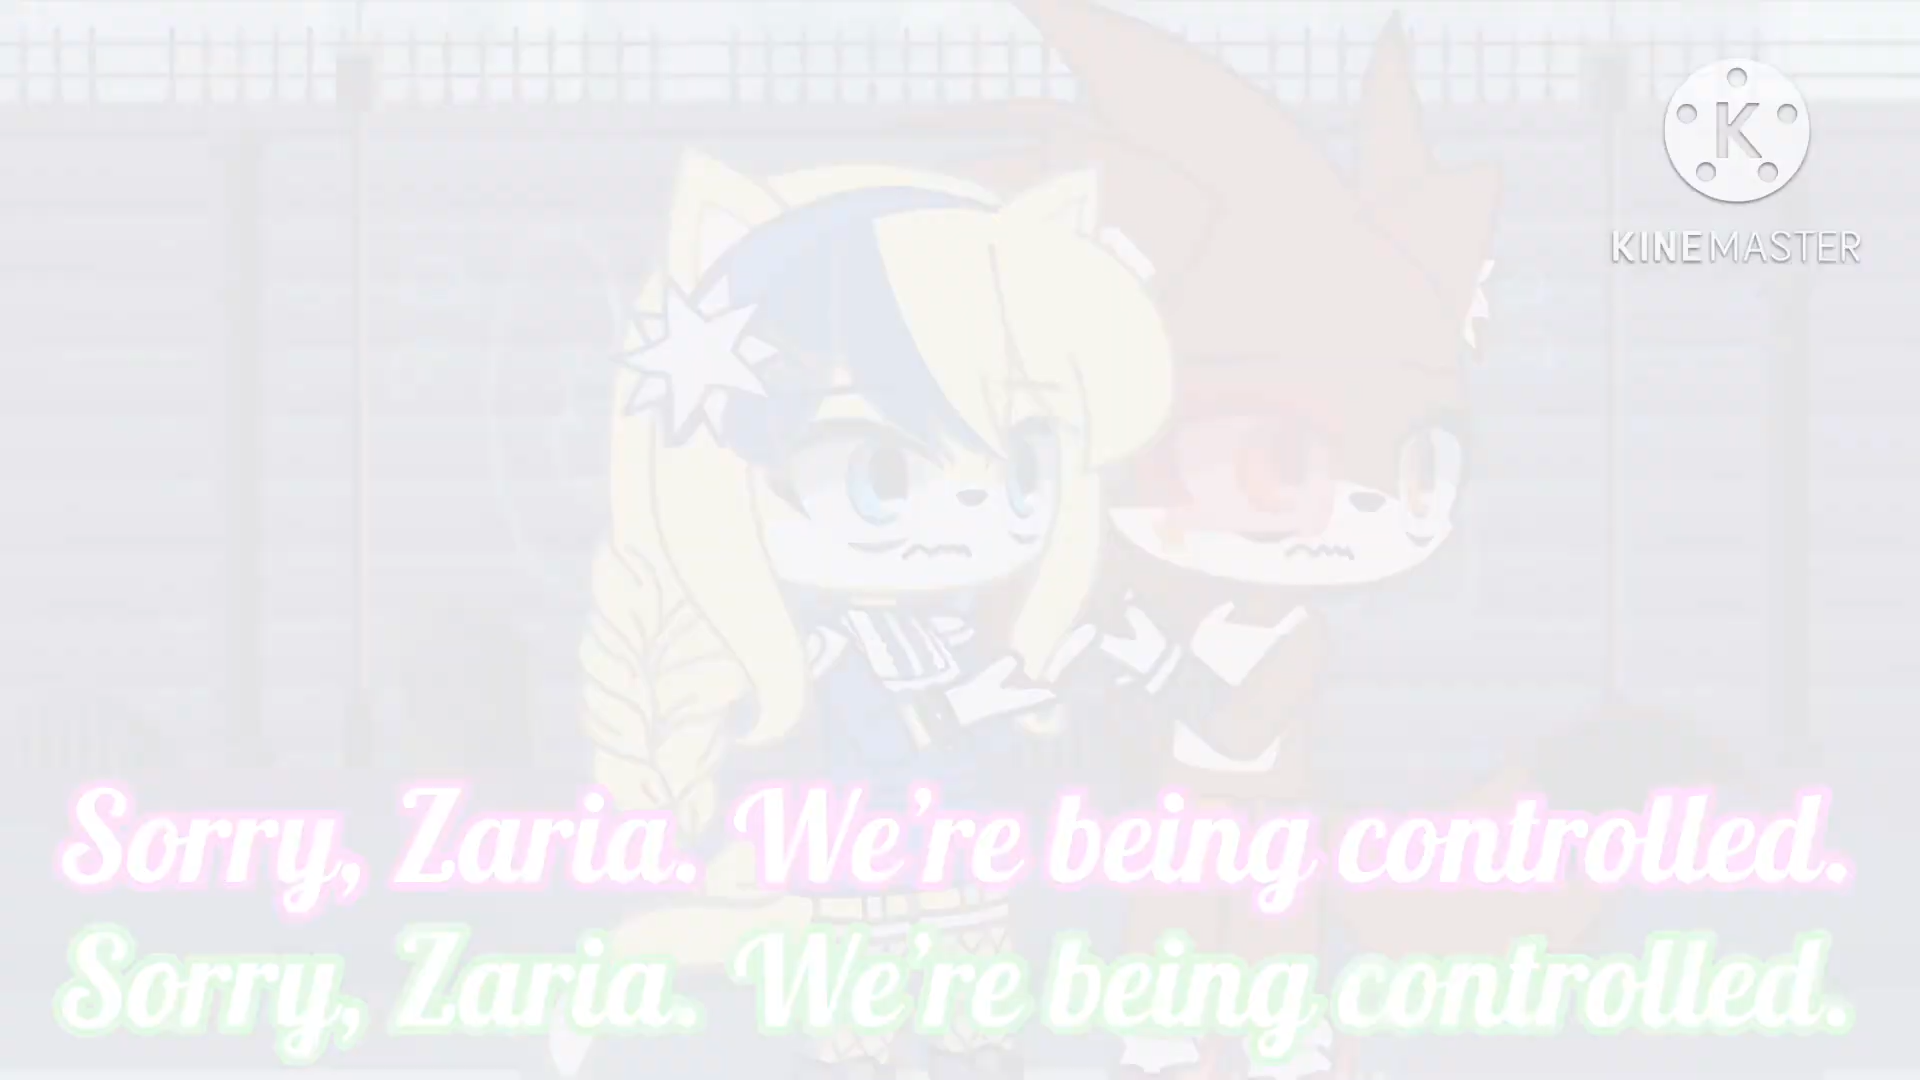 K
KINEMASTER
Sorry, Zaria. We're being controlled.
Sorry, Zaria. We're being controlled.